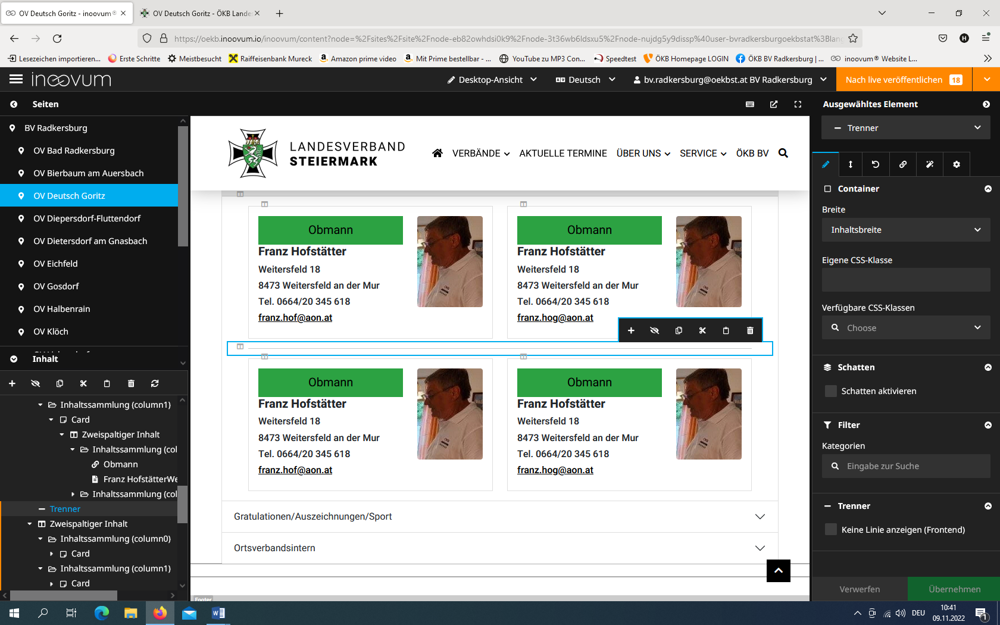 OV Deutsch Goritz - inoovum®
OV Deutsch Goritz - ÖKB Lande
https://oekb.inoovum.io/inoovum/content?node=%2Fsites%2Fsite%2Fnode-eb82owhdsi0k9%2Fnode-3t36wb6ldsxu5%2Fnode-nujdg5y9dissp%40user-bvradkersburgoekbstat%3Blang
Lesezeichen importieren...
Erste Schritte
Meistbesucht
Raiffeisenbank Mureck
Amazon prime video
Mit Prime bestellbar - ...
YouTube zu MP3 Con...
Speedtest
ÖKB Homepage LOGIN
ÖKB BV Radkersburg | ...
inoovum® Website L...
inoovum
Desktop-Ansicht
Deutsch
bv.radkersburg@oekbst.at BV Radkersburg
Nach live veröffentlichen 18
Seiten
BV Radkersburg
OV Bad Radkersburg
OV Bierbaum am Auersbach
OV Deutsch Goritz
OV Diepersdorf-Fluttendorf
OV Dietersdorf am Gnasbach
OV Eichfeld
OV Gosdorf
OV Halbenrain
OV Klöch
Inhalt
Inhaltssammlung (column1)
Card
Zweispaltiger Inhalt
Inhaltssammlung (col
Obmann
Franz HofstätterWe
Inhaltssammlung (col
Trenner
Zweispaltiger Inhalt
Inhaltssammlung (column0)
Card
Inhaltssammlung (column1)
Card
LANDESVERBAND
STEIERMARK
VERBÄNDE
AKTUELLE TERMINE
ÜBER UNS
SERVICE
ÖKB BV
Obmann
Franz Hofstätter
Weitersfeld 18
8473 Weitersfeld an der Mur
Tel. 0664/20 345 618
franz.hof@aon.at
Obmann
Franz Hofstätter
Weitersfeld 18
8473 Weitersfeld an der Mur
Tel. 0664/20 345 618
franz.hog@aon.at
Obmann
Franz Hofstätter
Weitersfeld 18
8473 Weitersfeld an der Mur
Tel. 0664/20 345 618
franz.hof@aon.at
Obmann
Franz Hofstätter
Weitersfeld 18
8473 Weitersfeld an der Mur
Tel. 0664/20 345 618
franz.hog@aon.at
Gratulationen/Auszeichnungen/Sport
Ortsverbandsintern
Footer
Ausgewähltes Element
Trenner
Container
Breite
Inhaltsbreite
Eigene CSS-Klasse
Verfügbare CSS-Klassen
Choose
Schatten
Schatten aktivieren
Filter
Kategorien
Eingabe zur Suche
Trenner
Keine Linie anzeigen (Frontend)
Verwerfen
Übernehmen
DEU
10:41
09.11.2022
1